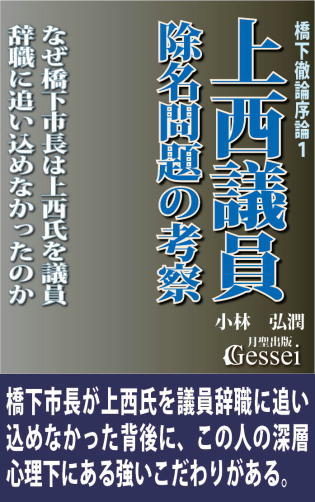 橋下徹論序論1
上西議員
除名問題の考察
なぜ橋下市長は上西氏を議員
辞職に追い込めなかったのか
小林　弘潤
月聖出版
Gessei
橋下市長が上西氏を議員辞職に追い
込めなかった背後に、この人の深層
心理下にある強いこだわりがある。